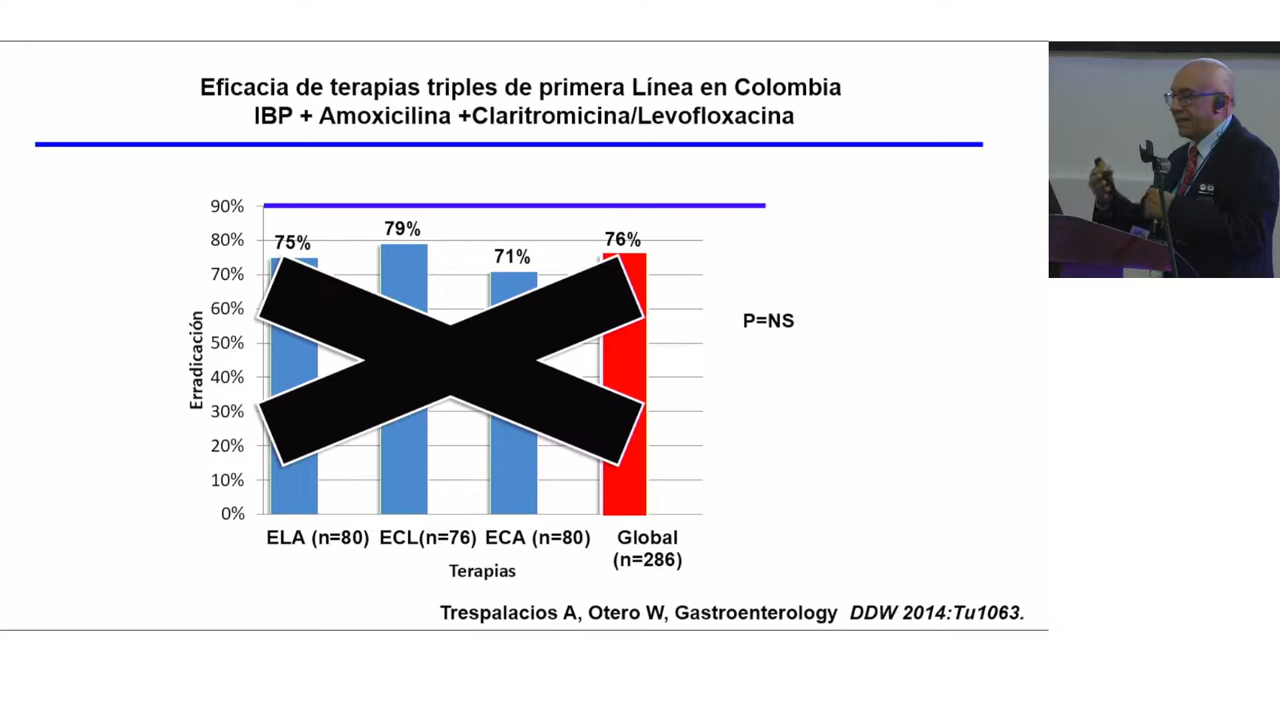 Eficacia de terapias triples de primera Línea en Colombia
IBP + Amoxicilina +Claritromicina/Levofloxacina
90%
80%
70%
60%
50%
40%
30%
20%
10%
0%
Erradicación
75%
79%
71%
76%
P=NS
ELA (n=80)
ECL(n=76)
ECA (n=80)
Global
(n=286)
Terapias
Trespalacios A, Otero W, Gastroenterology DDW 2014:Tu1063.